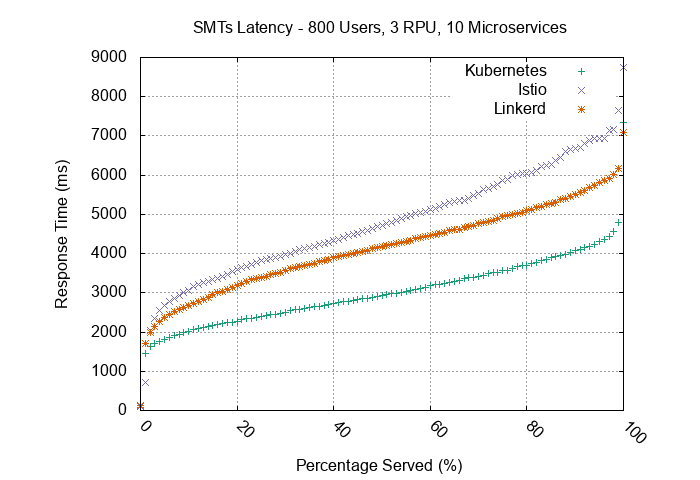 SMTs Latency - 800 Users, 3 RPU, 10 Microservices
9000
8000
7000
6000
5000
4000
3000
2000
1000
0
Response Time (ms)
Kubernetes
Istio
Linkerd
0
20
40
60
80
100
Percentage Served (%)